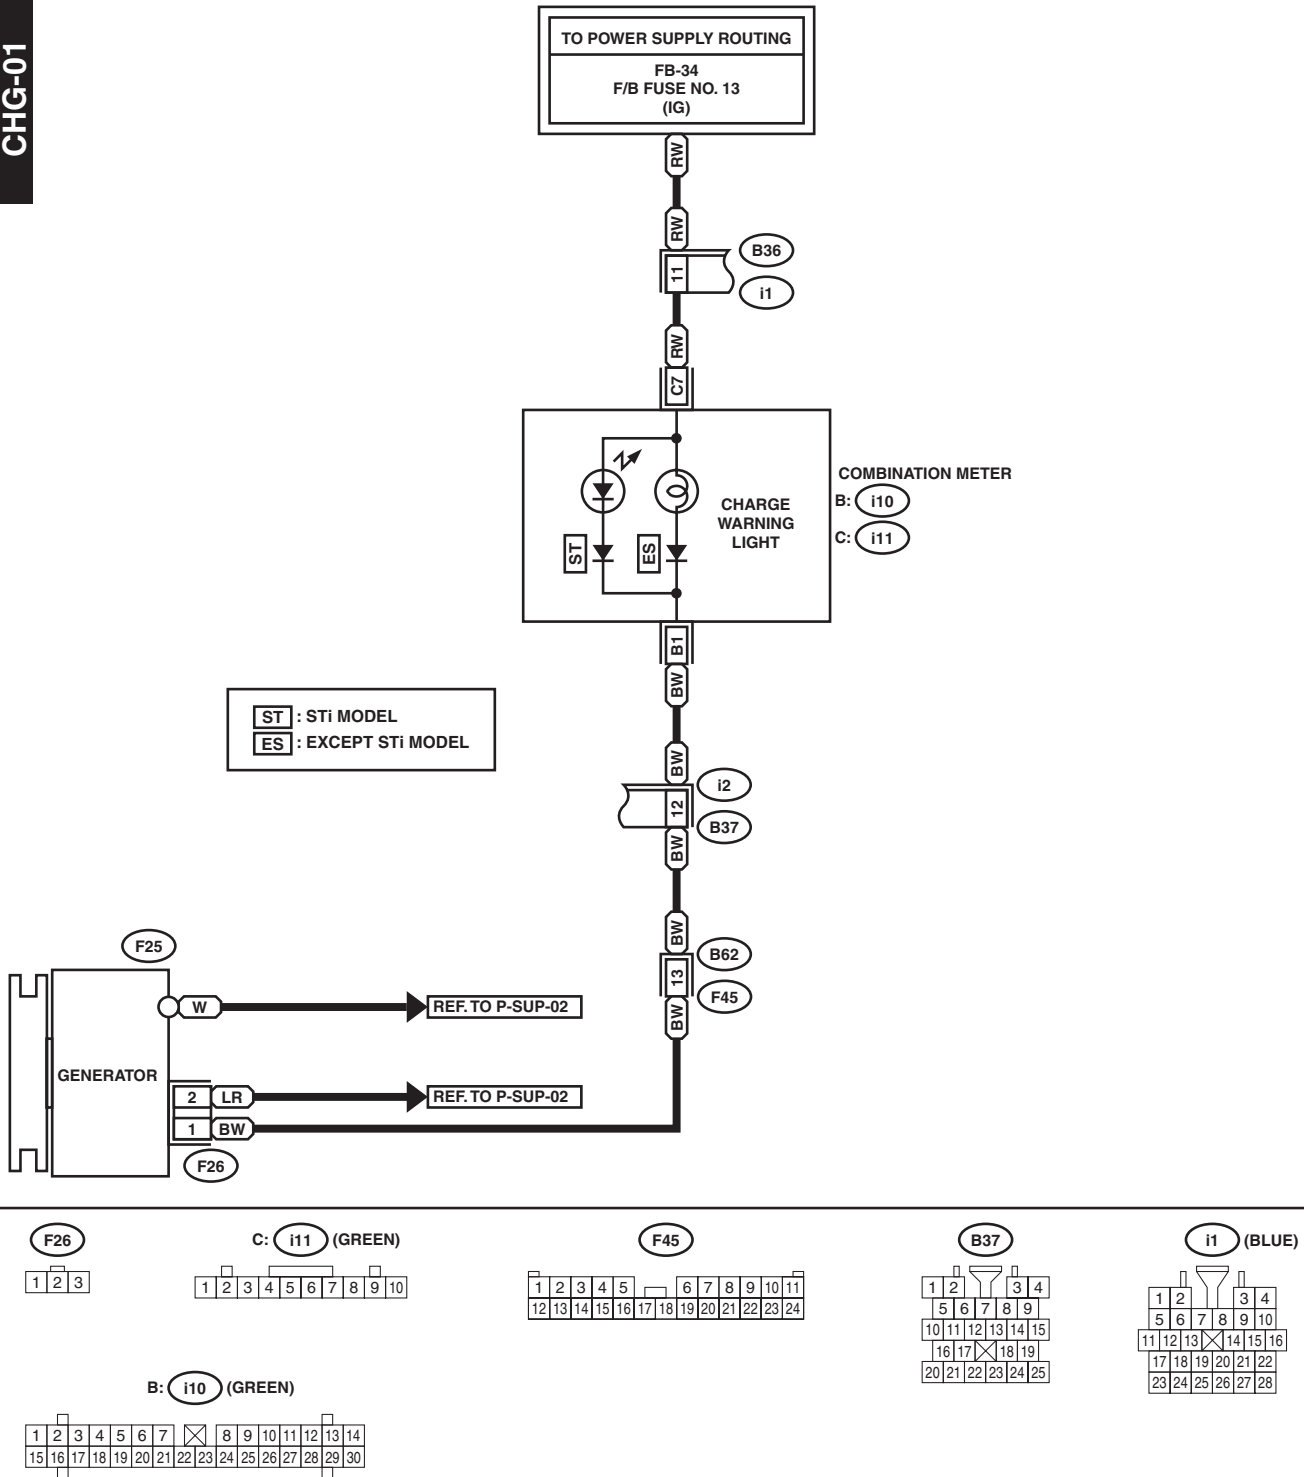 CHG-01
TO POWER SUPPLY ROUTING
FB-34
F/B FUSE NO. 13
(IG)
RW
RW
B36
11
i1
RW
C7
COMBINATION METER
B: i10
C: i11
CHARGE
WARNING
LIGHT
ST
ES
B1
BW
ST : STi MODEL
ES : EXCEPT STi MODEL
BW
i2
12
B37
BW
BW
B62
13
F45
BW
F25
W
REF. TO P-SUP-02
GENERATOR
2 LR
REF. TO P-SUP-02
1 BW
F26
F26
1 2 3
C: i11 (GREEN)
1 2 3 4 5 6 7 8 9 10
F45
1 2 3 4 5 6 7 8 9 10 11
12 13 14 15 16 17 18 19 20 21 22 23 24
B37
1 2 3 4
5 6 7 8 9
10 11 12 13 14 15
16 17 18 19
20 21 22 23 24 25
i1 (BLUE)
1 2 3 4
5 6 7 8 9 10
11 12 13 14 15 16
17 18 19 20 21 22
23 24 25 26 27 28
B: i10 (GREEN)
1 2 3 4 5 6 7 8 9 10 11 12 13 14
15 16 17 18 19 20 21 22 23 24 25 26 27 28 29 30